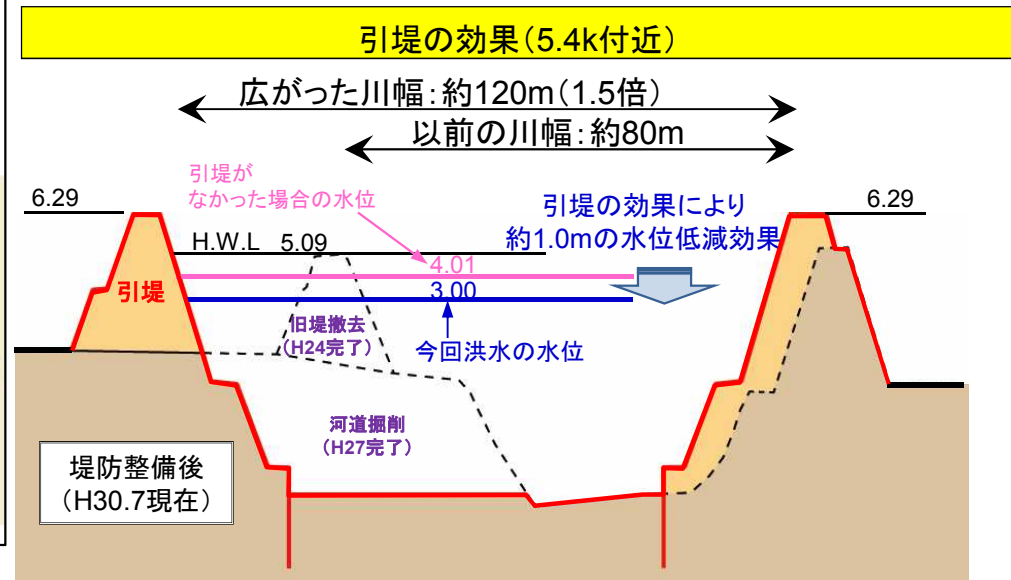 引堤の効果(5.4k付近)
広がった川幅:約120m(1.5倍)
以前の川幅:約80m
引堤が
なかった場合の水位
6.29
引堤の効果により
約1.0mの水位低減効果
6.29
H.W.L 5.09
4.01
3.00
引堤
旧堤撤去
(H24完了)
今回洪水の水位
河道掘削
(H27完了)
堤防整備後
(H30.7現在)